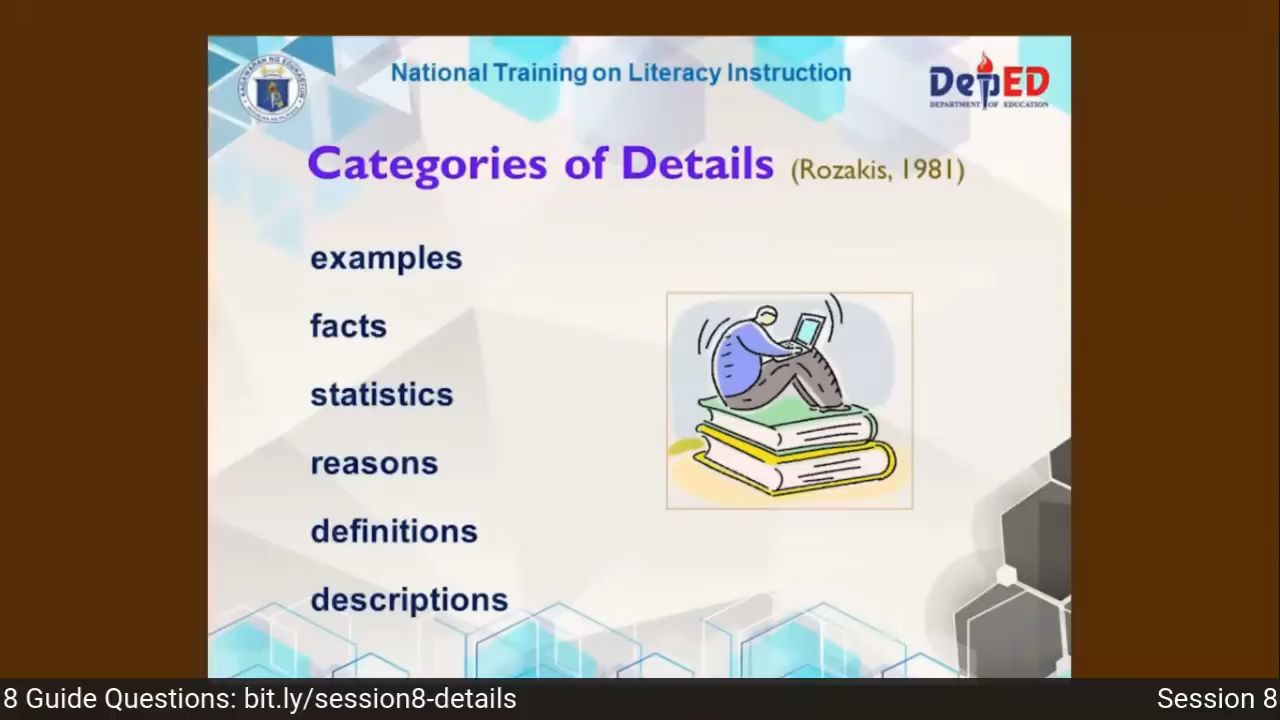 National Training on Literacy Instruction
DepED
DEPARTMENT OF EDUCATION
Categories of Details (Rozakis, 1981)
examples
facts
statistics
reasons
definitions
descriptions
8 Guide Questions: bit.ly/session8-details
Session 8